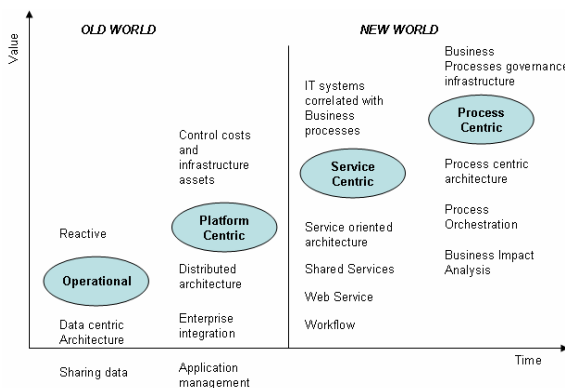 OLD WORLD
NEW WORLD
Value
Reactive
Operational
Data centric
Architecture
Sharing data
Control costs
and
infrastructure
assets
Platform
Centric
Distributed
architecture
Enterprise
integration
Application
management
IT systems
correlated with
Business
processes
Service
Centric
Service oriented
architecture
Shared Services
Web Service
Workflow
Business
Processes governance
infrastructure
Process
Centric
Process centric
architecture
Process
Orchestration
Business Impact
Analysis
Time